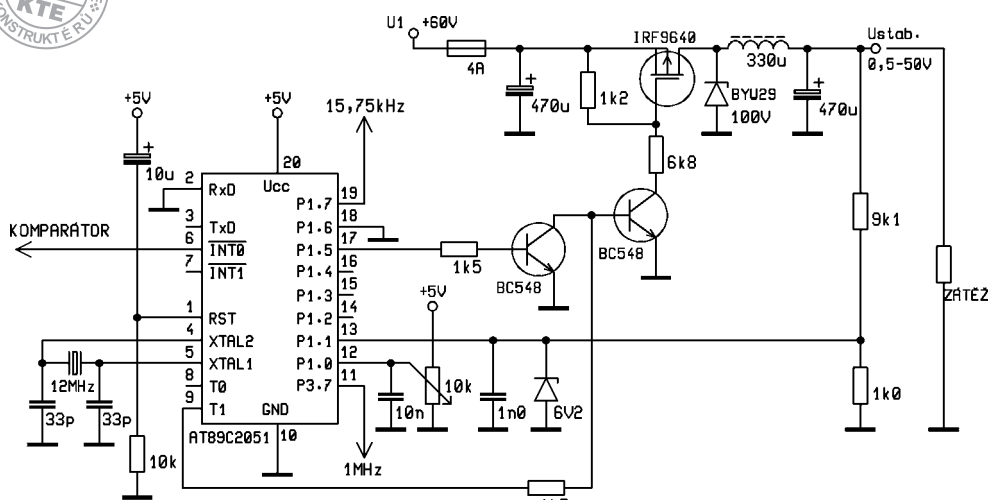 KTE
KONSTRUKTÉRŮ
U1 +60V
4A
470u
1k2
IRF9640
BYW29
100V
330u
470u
Ustab.
0,5-50V
+5V
+5V
15,75kHz
10u
20
Ucc
2 RxD
3 TxD
6 INT0
7 INT1
1 RST
4 XTAL2
5 XTAL1
8 T0
9 T1
GND
10
P1.7 19
P1.6 18
P1.5 17
P1.4 16
P1.3 15
P1.2 14
P1.1 13
P1.0 12
P3.7 11
KOMPARÁTOR
6k8
BC548
1k5
BC548
9k1
ZÁTĚŽ
+5V
12MHz
33p
33p
10k
10n
10k
1n0
6V2
1k0
AT89C2051
1MHz